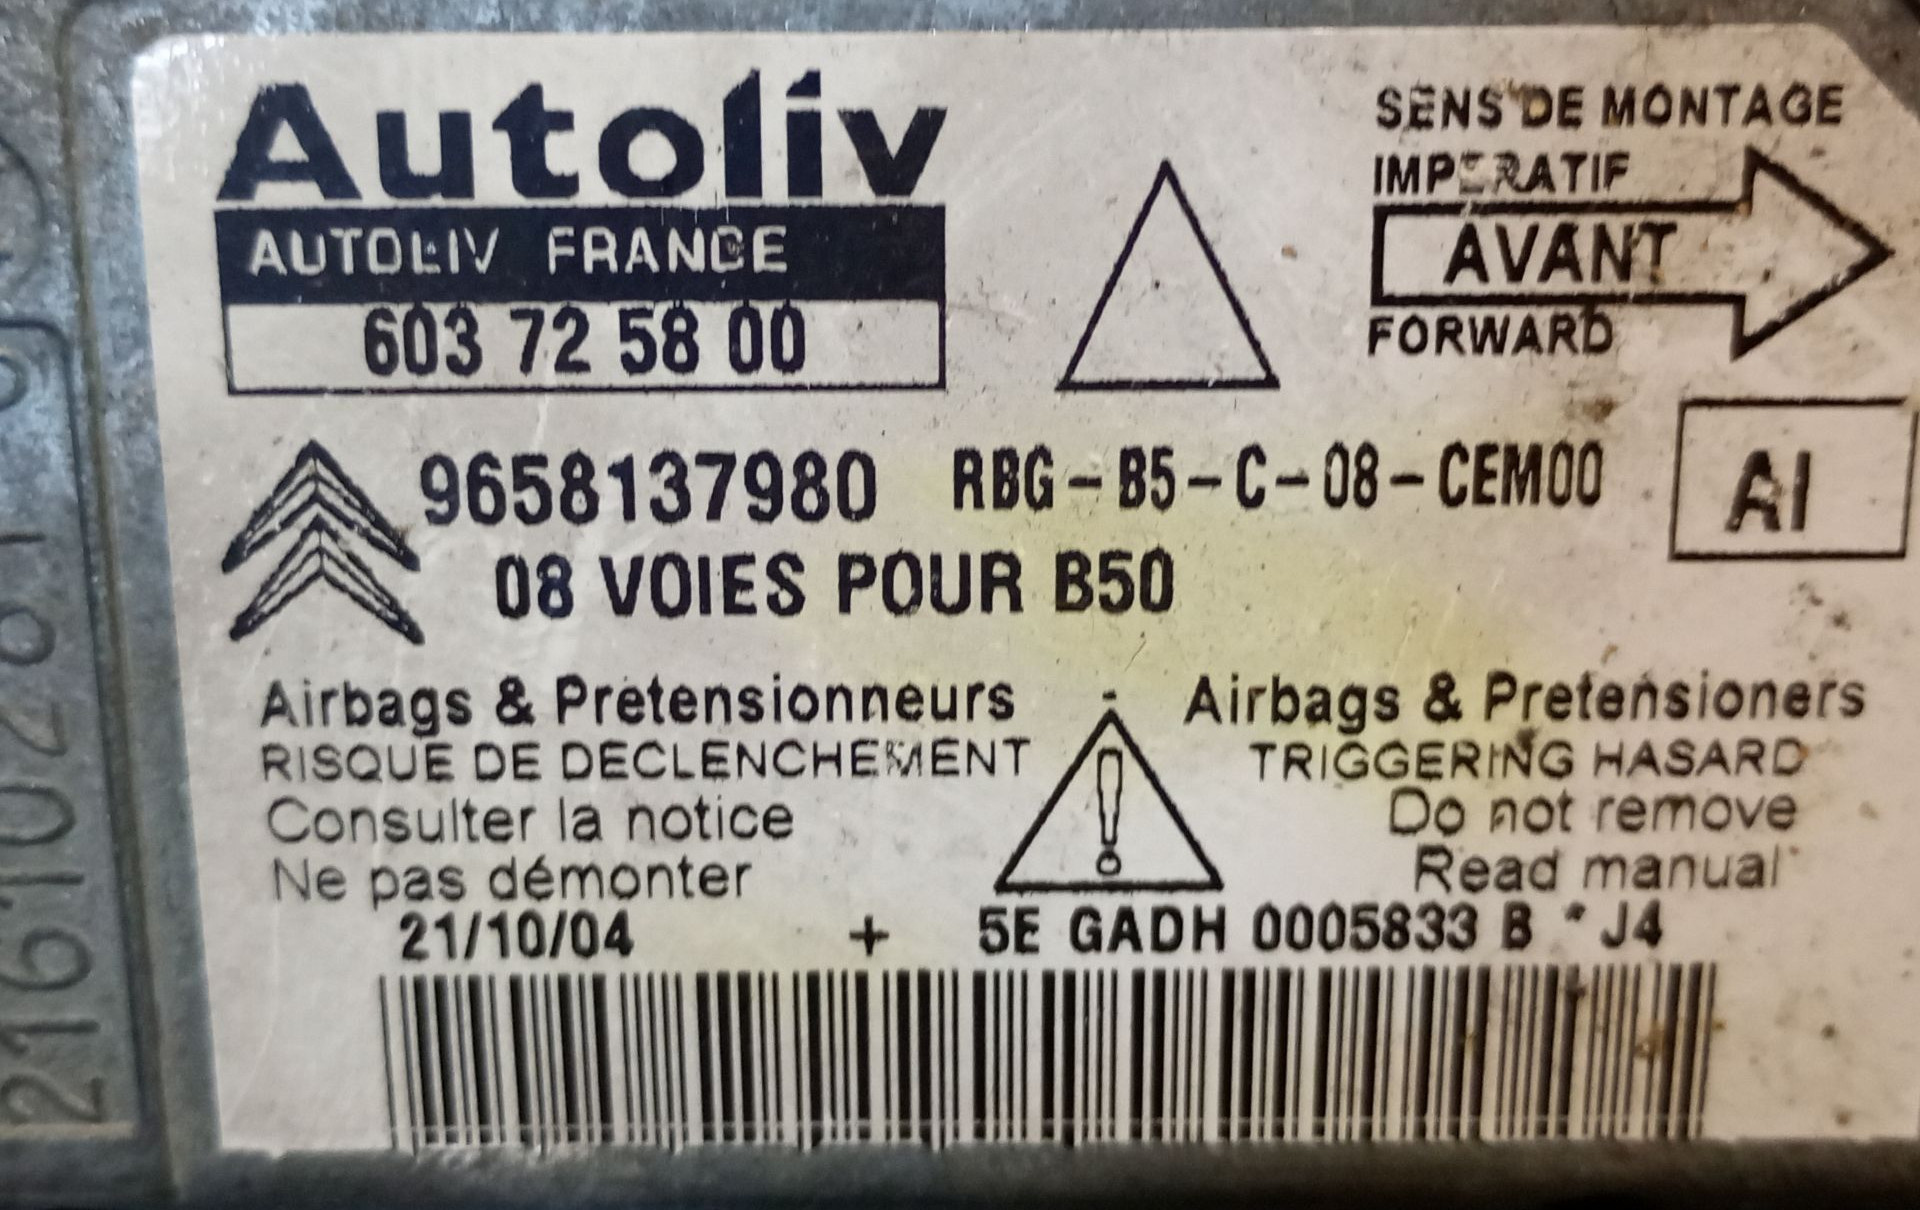 Autoliv
AUTOLIV FRANCE
603 72 58 00
SENS DE MONTAGE
IMPERATIF
AVANT
FORWARD
9658137980 RBG-B5-C-08-CEM00
AI
08 VOIES POUR B50
Airbags & Pretensionneurs - Airbags & Pretensioners
RISQUE DE DECLENCHEMENT TRIGGERING HASARD
Consulter la notice Do not remove
Ne pas démonter Read manual
21/10/04 + 5E GADH 0005833 B * J4